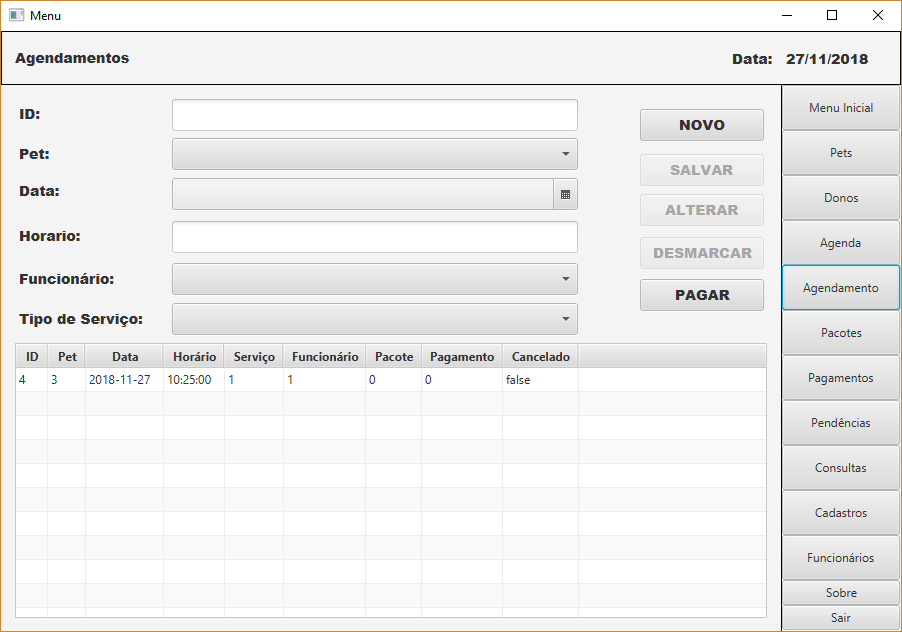 Menu
Agendamentos
Data: 27/11/2018
ID:
Pet:
Data:
Horario:
Funcionário:
Tipo de Serviço:
NOVO
SALVAR
ALTERAR
DESMARCAR
PAGAR
ID Pet Data Horário Serviço Funcionário Pacote Pagamento Cancelado
4 3 2018-11-27 10:25:00 1 1 0 0 false
Menu Inicial
Pets
Donos
Agenda
Agendamento
Pacotes
Pagamentos
Pendências
Consultas
Cadastros
Funcionários
Sobre
Sair